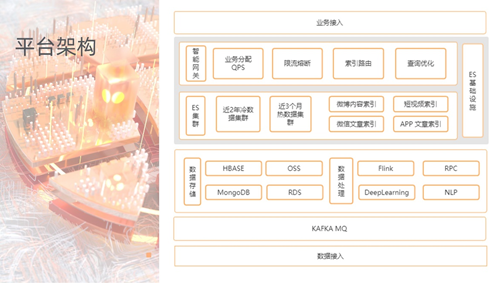 平台架构
业务接入
智能网关
业务分配
QPS
限流熔断
索引路由
查询优化
ES集群
近2年冷数
据集群
近3个月
热数据集
群
微博内容索引
短视频索引
微信文章索引
APP 文章索引
ES基础设施
数据存储
HBASE
OSS
MongoDB
RDS
数据处理
Flink
RPC
DeepLearning
NLP
KAFKA MQ
数据接入